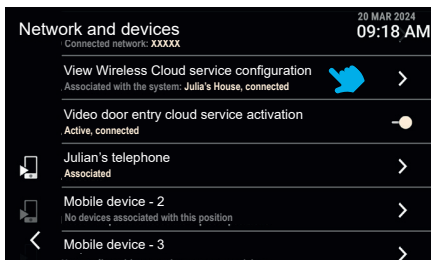 20 MAR 2024
Network and devices
09:18 AM
Connected network: XXXXX
View Wireless Cloud service configuration
Associated with the system: Julia's House, connected
Video door entry cloud service activation
Active, connected
Julian's telephone
Associated
Mobile device - 2
No devices associated with this position
Mobile device - 3